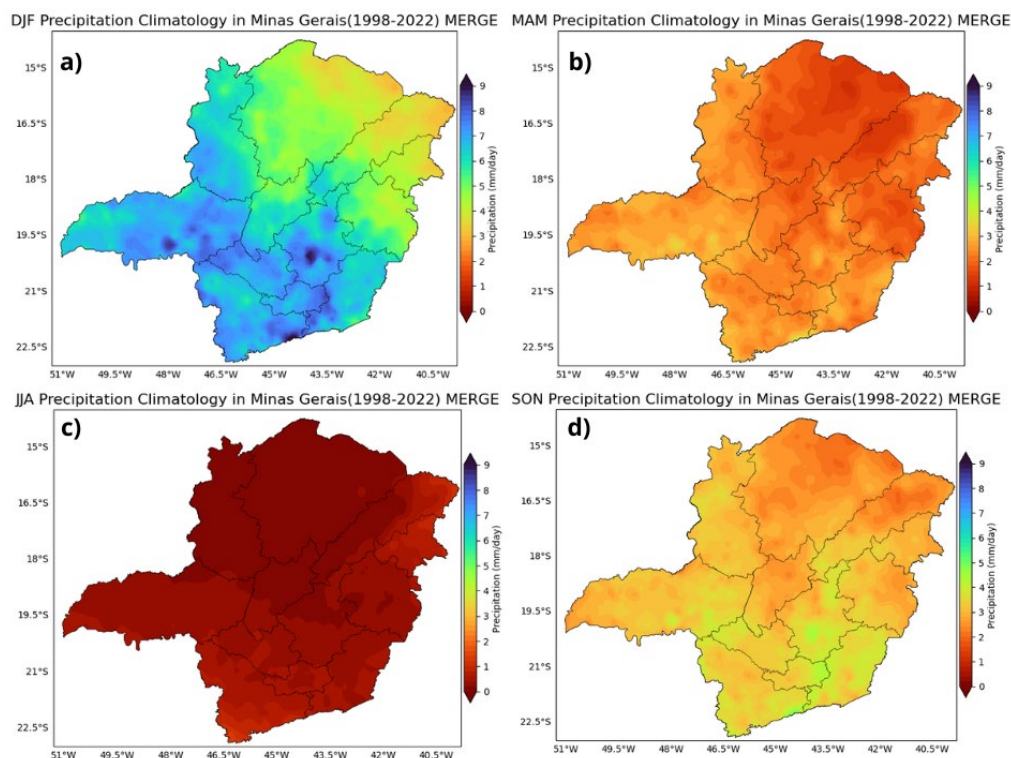 DJF Precipitation Climatology in Minas Gerais(1998-2022) MERGE
a)
15°S
16.5°S
18°S
19.5°S
21°S
22.5°S
51°W 49.5°W 48°W 46.5°W 45°W 43.5°W 42°W 40.5°W
9
8
7
6
5
4
3
2
1
0
Precipitation (mm/day)
MAM Precipitation Climatology in Minas Gerais(1998-2022) MERGE
b)
15°S
16.5°S
18°S
19.5°S
21°S
22.5°S
51°W 49.5°W 48°W 46.5°W 45°W 43.5°W 42°W 40.5°W
9
8
7
6
5
4
3
2
1
0
Precipitation (mm/day)
JJA Precipitation Climatology in Minas Gerais(1998-2022) MERGE
c)
15°S
16.5°S
18°S
19.5°S
21°S
22.5°S
51°W 49.5°W 48°W 46.5°W 45°W 43.5°W 42°W 40.5°W
9
8
7
6
5
4
3
2
1
0
Precipitation (mm/day)
SON Precipitation Climatology in Minas Gerais(1998-2022) MERGE
d)
15°S
16.5°S
18°S
19.5°S
21°S
22.5°S
51°W 49.5°W 48°W 46.5°W 45°W 43.5°W 42°W 40.5°W
9
8
7
6
5
4
3
2
1
0
Precipitation (mm/day)